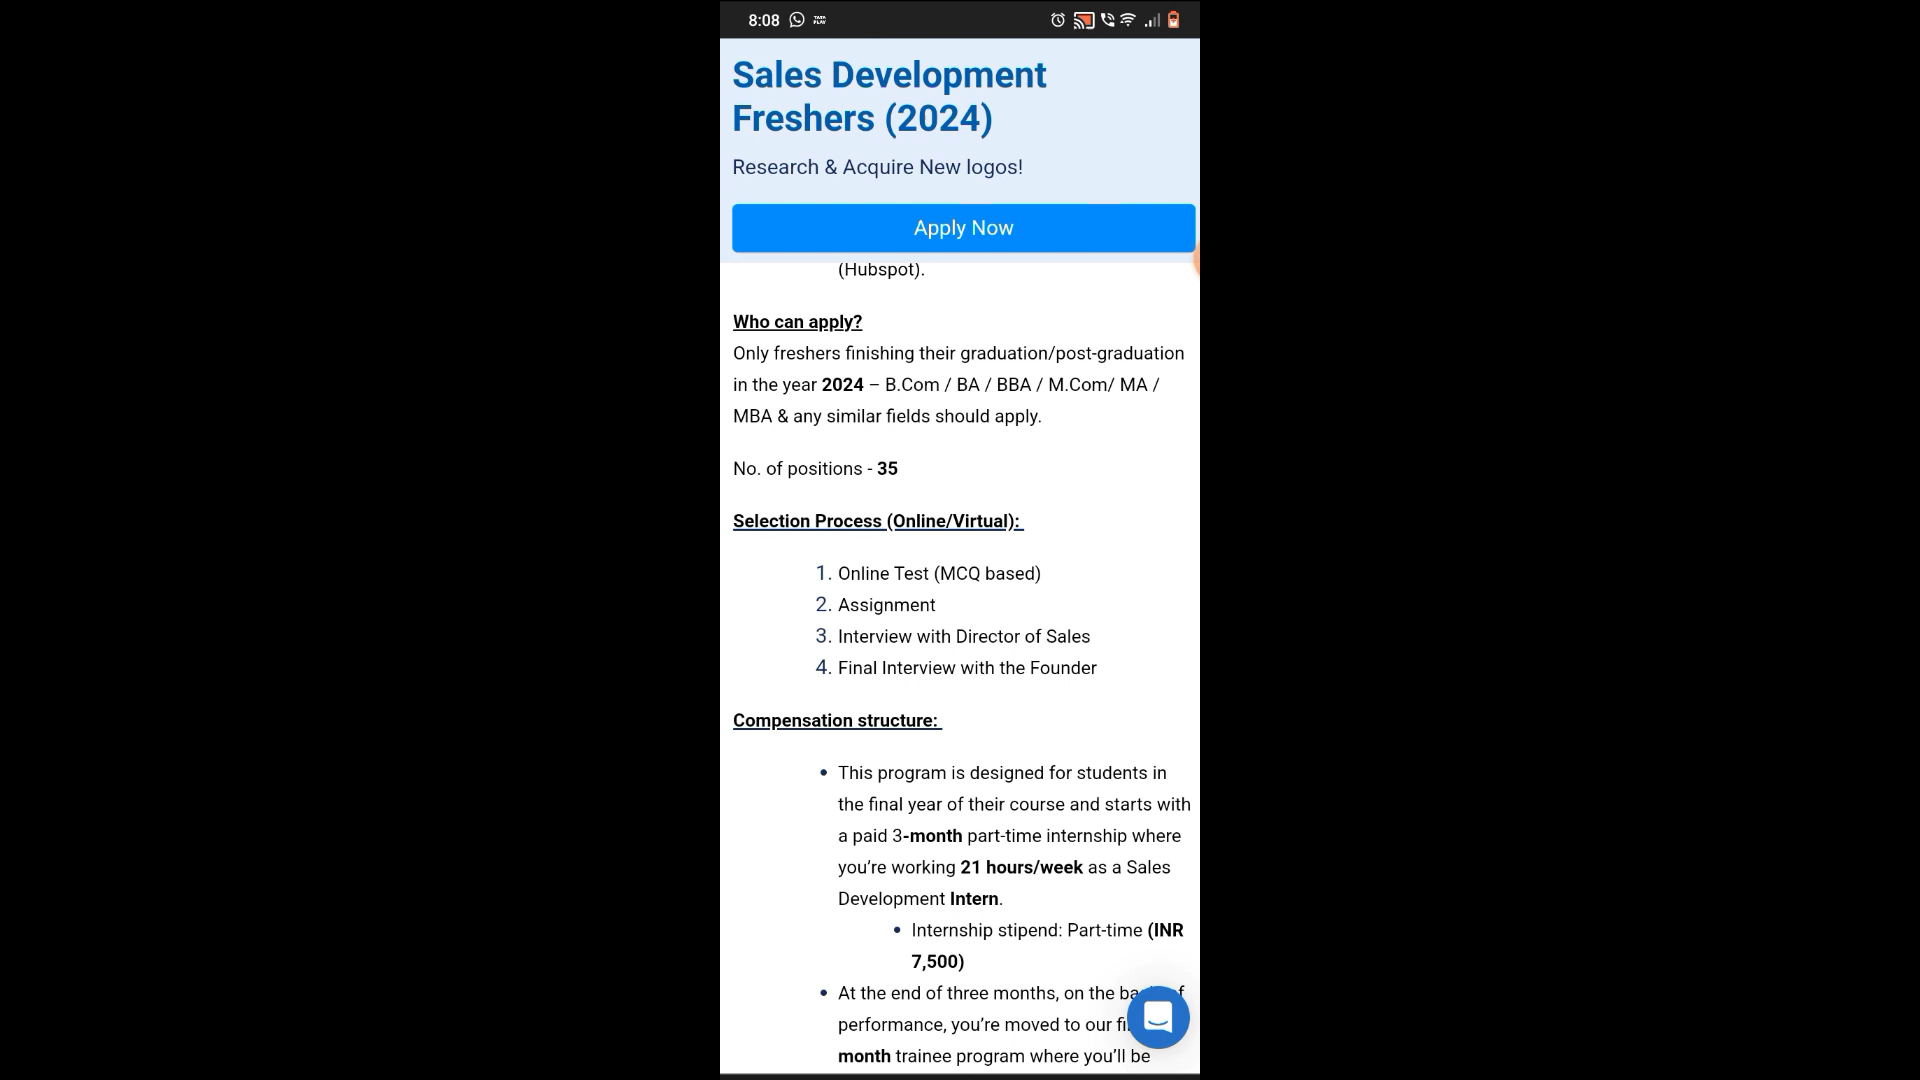 8:08
TATA
PLAY
Sales Development
Freshers (2024)
Research & Acquire New logos!
Apply Now
(Hubspot).
Who can apply?
Only freshers finishing their graduation/post-graduation
in the year 2024 – B.Com / BA / BBA / M.Com/ MA /
MBA & any similar fields should apply.
No. of positions - 35
Selection Process (Online/Virtual):
1. Online Test (MCQ based)
2. Assignment
3. Interview with Director of Sales
4. Final Interview with the Founder
Compensation structure:
• This program is designed for students in
the final year of their course and starts with
a paid 3-month part-time internship where
you’re working 21 hours/week as a Sales
Development Intern.
• Internship stipend: Part-time (INR
7,500)
• At the end of three months, on the
performance, you’re moved to our
month trainee program where you’ll be